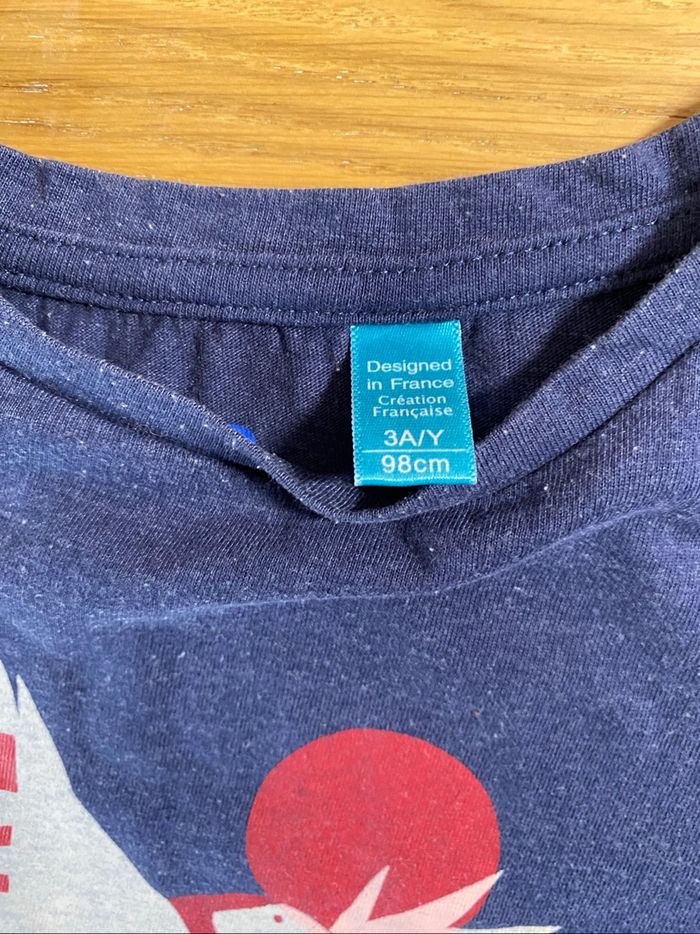 Designed
in France
Création
Française
3A/Y
98cm